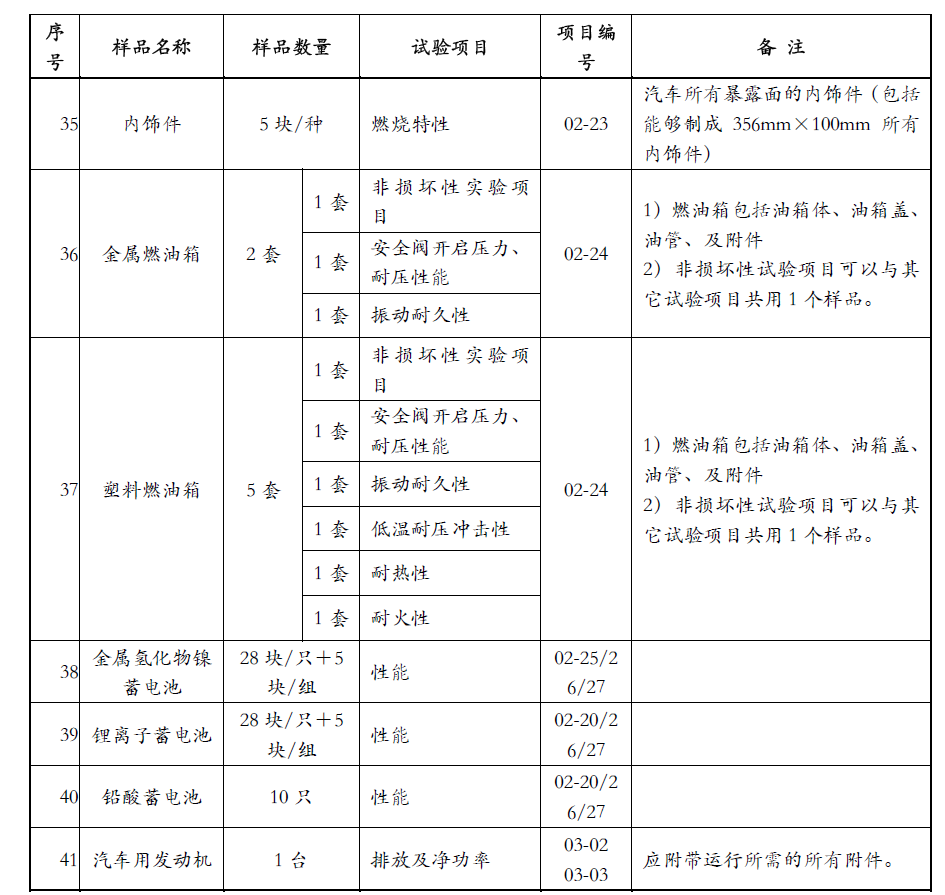 序号 样品名称 样品数量 试验项目 项目编号 备 注
35 内饰件 5 块/种 燃烧特性 02-23 汽车所有暴露面的内饰件（包括
能够制成 356mm×100mm 所有
内饰件）
36 金属燃油箱 2 套
1 套 非损坏性实验项
目
1 套 安全阀开启压力、
耐压性能
1 套 振动耐久性
02-24
1）燃油箱包括油箱体、油箱盖、
油管、及附件
2）非损坏性试验项目可以与其
它试验项目共用 1 个样品。
37 塑料燃油箱 5 套
1 套 非损坏性实验项
目
1 套 安全阀开启压力、
耐压性能
1 套 振动耐久性
1 套 低温耐压冲击性
1 套 耐热性
1 套 耐火性
02-24
1）燃油箱包括油箱体、油箱盖、
油管、及附件
2）非损坏性试验项目可以与其
它试验项目共用 1 个样品。
38 金属氢化物镍
蓄电池
28 块/只＋5
块/组
性能
02-25/2
6/27
39 锂离子蓄电池
28 块/只＋5
块/组
性能
02-20/2
6/27
40 铅酸蓄电池 10 只 性能
02-20/2
6/27
41 汽车用发动机 1 台 排放及净功率
03-02
03-03
应附带运行所需的所有附件。